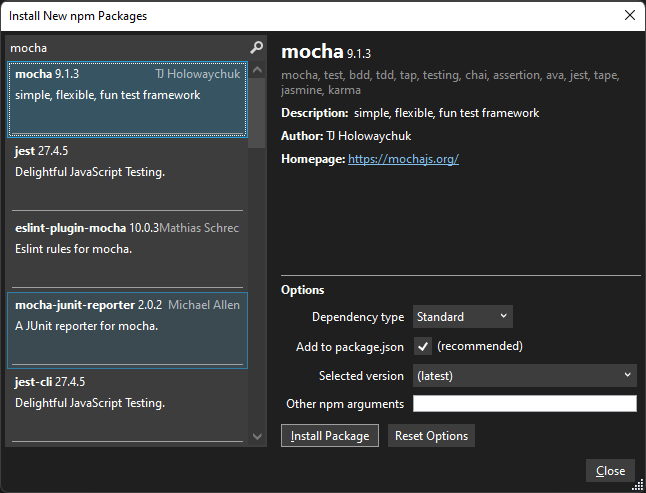 Install New npm Packages
mocha
mocha 9.1.3 TJ Holowaychuk
simple, flexible, fun test framework
jest 27.4.5
Delightful JavaScript Testing.
eslint-plugin-mocha 10.0.3 Mathias Schrec
Eslint rules for mocha.
mocha-junit-reporter 2.0.2 Michael Allen
A JUnit reporter for mocha.
jest-cli 27.4.5
Delightful JavaScript Testing.
mocha 9.1.3
mocha, test, bdd, tdd, tap, testing, chai, assertion, ava, jest, tape,
jasmine, karma
Description: simple, flexible, fun test framework
Author: TJ Holowaychuk
Homepage: https://mochajs.org/
Options
Dependency type Standard
Add to package.json (recommended)
Selected version (latest)
Other npm arguments
Install Package Reset Options
Close